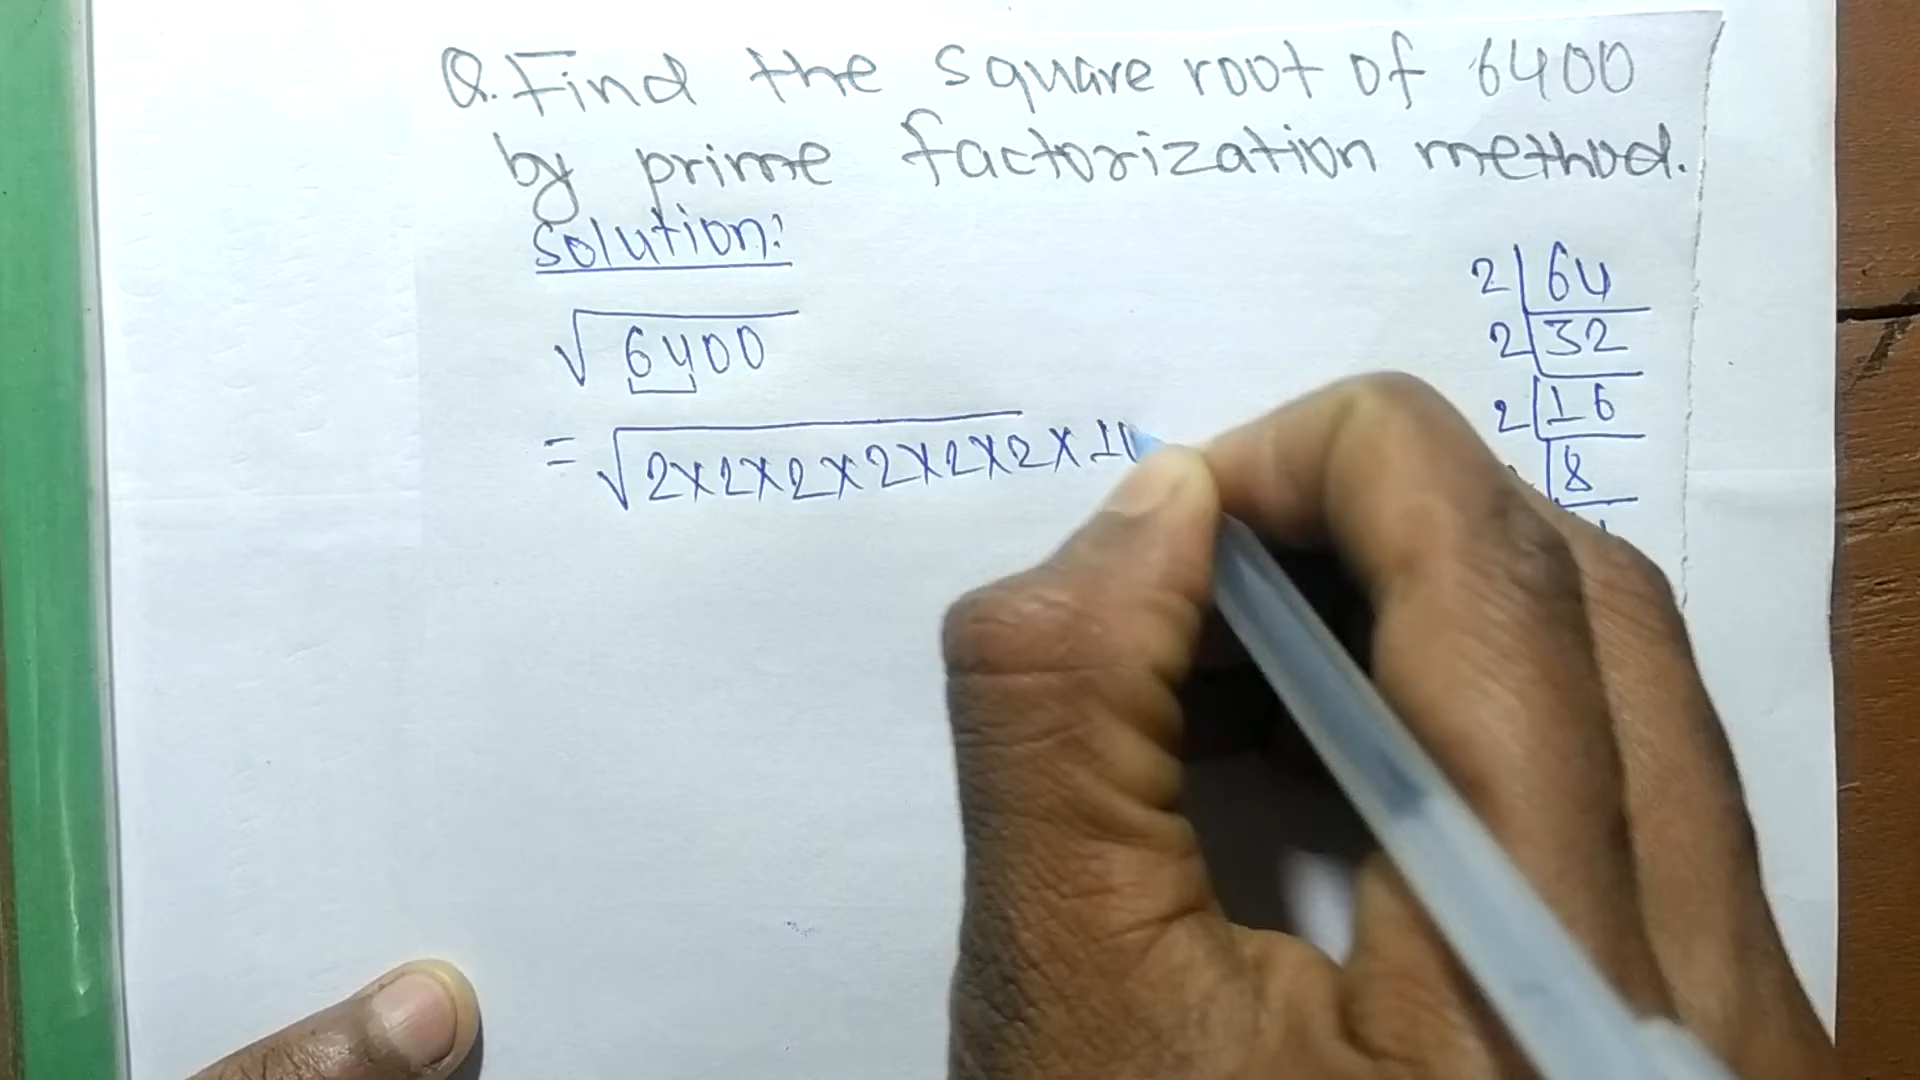 Q. Find the square root of 6400
by prime factorization method.
Solution:
√6400
= √2×2×2×2×2×2×10
2 | 64
2 | 32
2 | 16
8